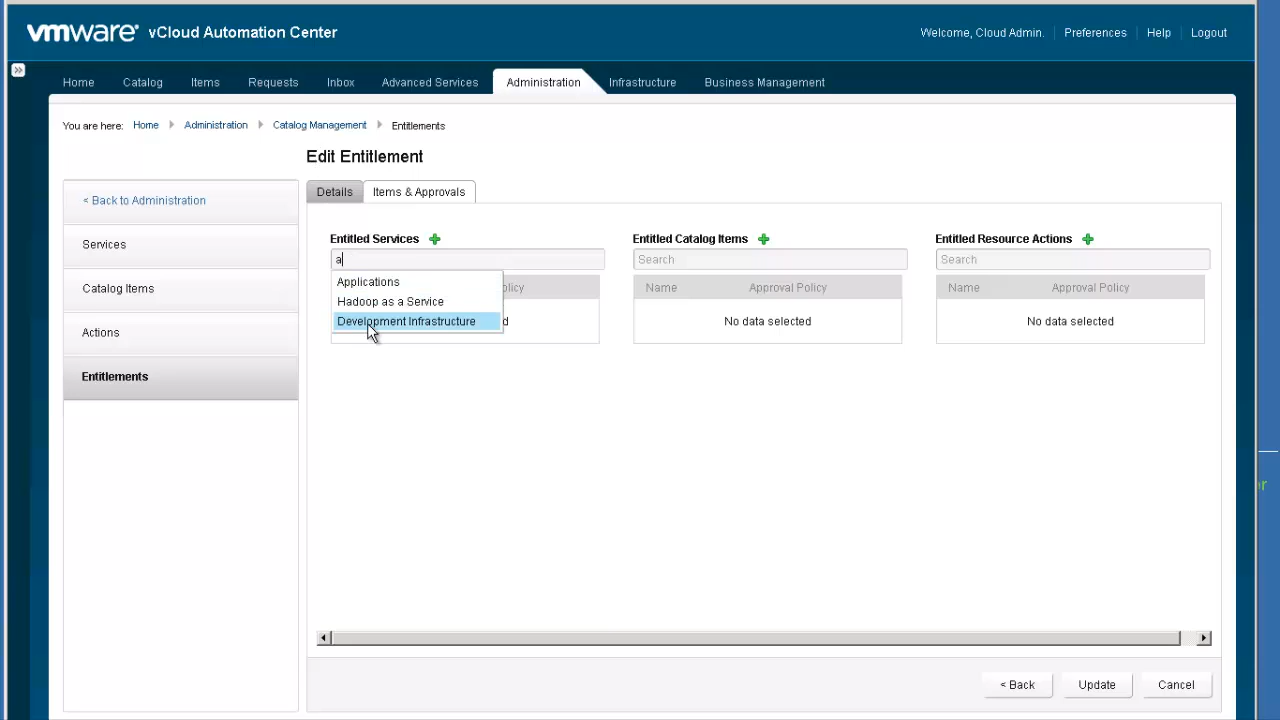 vmware® vCloud Automation Center
Welcome, Cloud Admin. Preferences Help Logout
Home Catalog Items Requests Inbox Advanced Services Administration Infrastructure Business Management
You are here: Home Administration Catalog Management Entitlements
Edit Entitlement
< Back to Administration
Services
Catalog Items
Actions
Entitlements
Details Items & Approvals
Entitled Services
a
Applications
Hadoop as a Service
Development Infrastructure
Entitled Catalog Items
Search
Name Approval Policy
No data selected
Entitled Resource Actions
Search
Name Approval Policy
No data selected
< Back Update Cancel